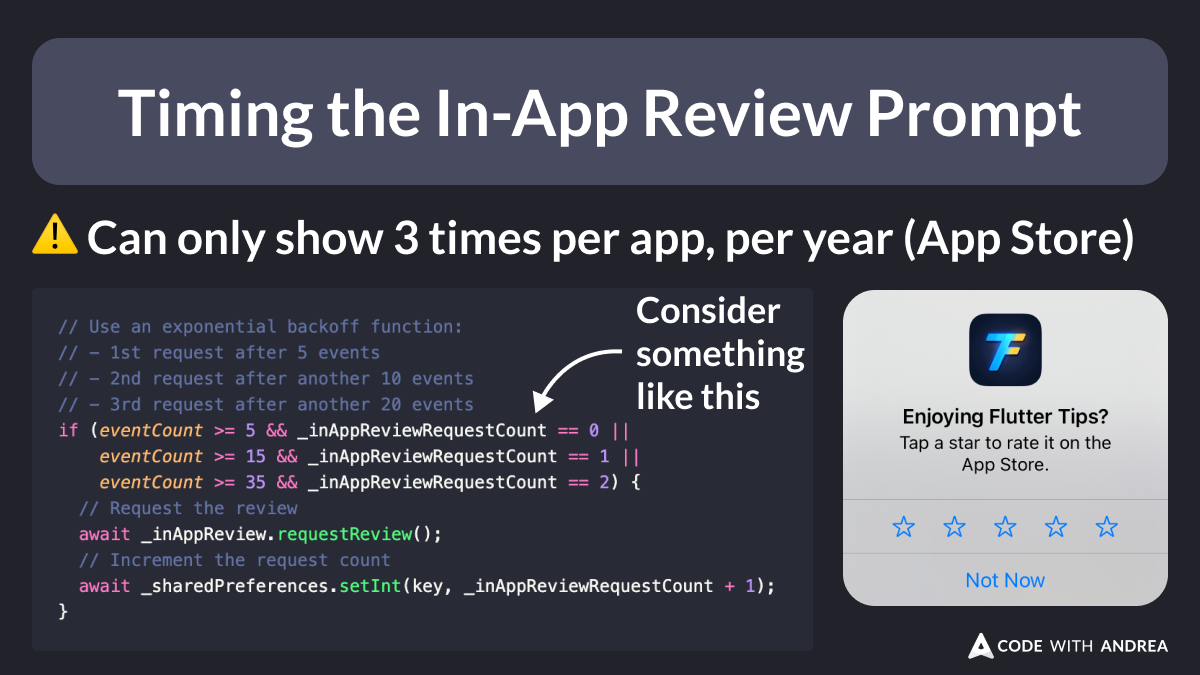 Timing the In-App Review Prompt
⚠️ Can only show 3 times per app, per year (App Store)
// Use an exponential backoff function:
// – 1st request after 5 events
// – 2nd request after another 10 events
// – 3rd request after another 20 events
if (eventCount >= 5 && _inAppReviewRequestCount == 0 ||
    eventCount >= 15 && _inAppReviewRequestCount == 1 ||
    eventCount >= 35 && _inAppReviewRequestCount == 2) {
  // Request the review
  await _inAppReview.requestReview();
  // Increment the request count
  await _sharedPreferences.setInt(key, _inAppReviewRequestCount + 1);
}
Consider
something
like this
Enjoying Flutter Tips?
Tap a star to rate it on the
App Store.
Not Now
CODE WITH ANDREA